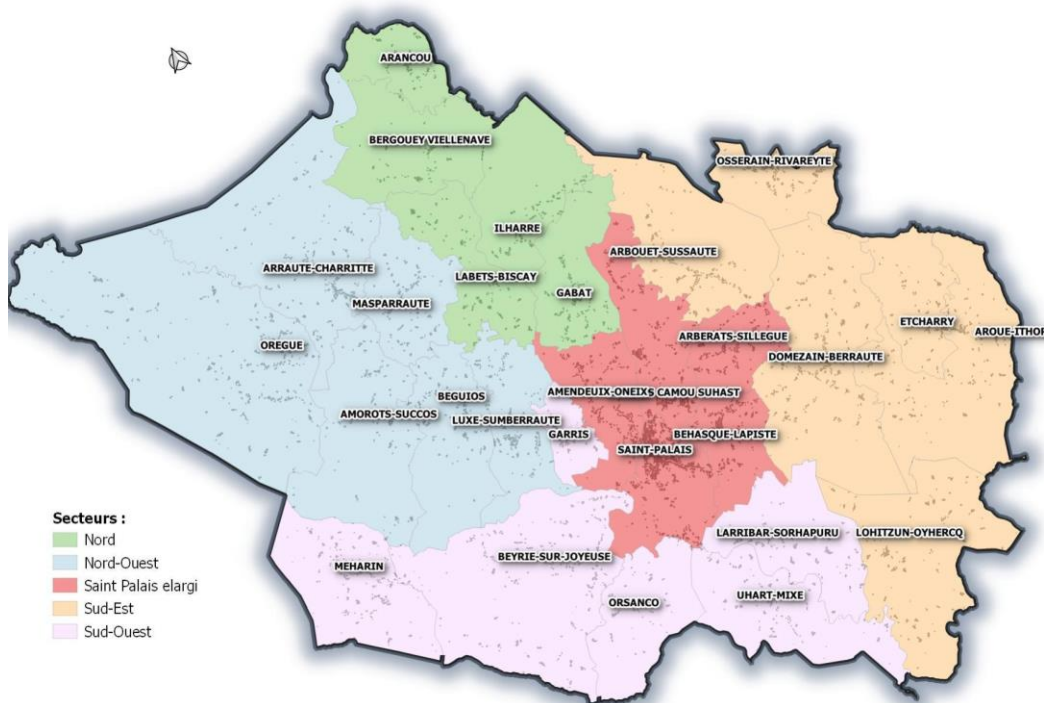 ARANCOU
BERGOUEY VIELLENAVE
OSSERAIN-RIVAREYTE
ILHARRE
ARBOUET-SUSSAUTE
ARRAUTE-CHARRITTE
LABETS-BISCAY
MASPARRAUTE
GABAT
ETCHARRY
AROUE-ITHOR
OREGUE
ARBERATS-SILLEGUE
DOMEZAIN-BERRAUTE
BEGUIOS
AMENDEUIX-ONEIX
S CAMOU SUHAST
AMOROTS-SUCCOS
LUXE-SUMBERRAUTE
GARRIS
BEHASQUE-LAPISTE
SAINT-PALAIS
LARRIBAR-SORHAPURU
LOHITZUN-OYHERCQ
BEYRIE-SUR-JOYEUSE
MEHARIN
UHART-MIXE
ORSANCO
Secteurs :
Nord
Nord-Ouest
Saint Palais elargi
Sud-Est
Sud-Ouest